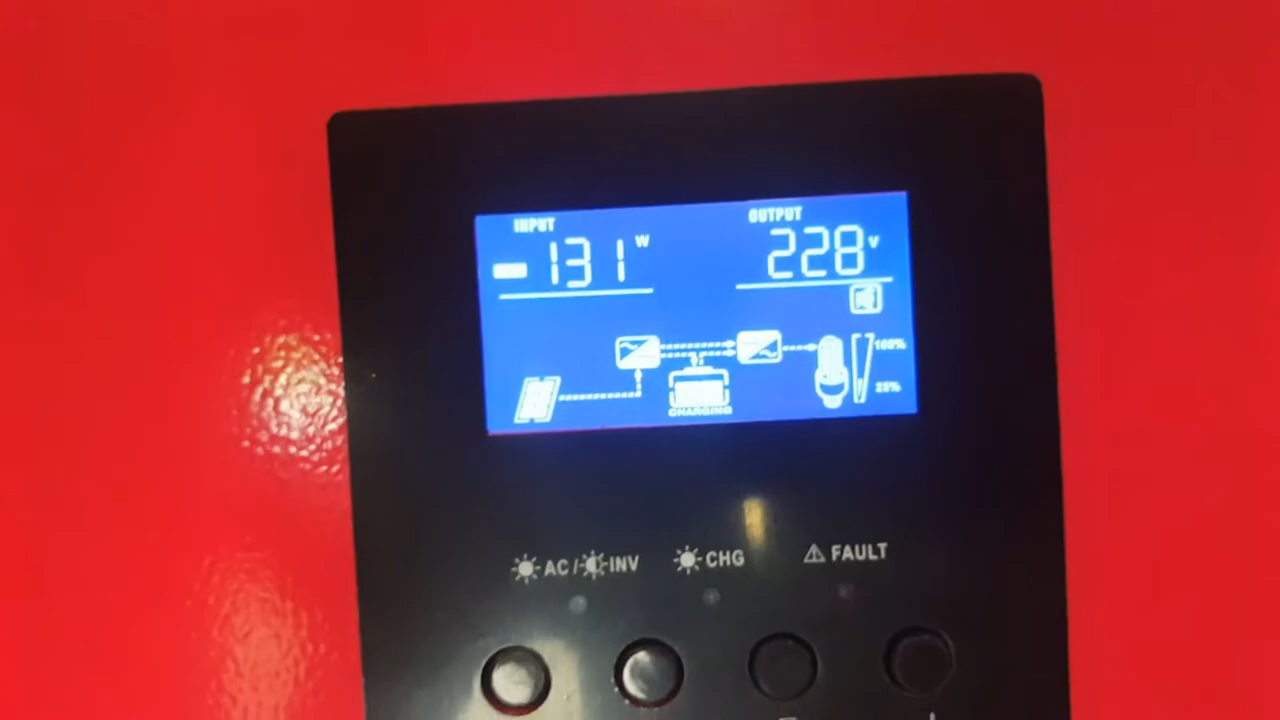 INPUT
OUTPUT
-131 W
228 V
100%
25%
CHARGING
AC / INV
CHG
FAULT